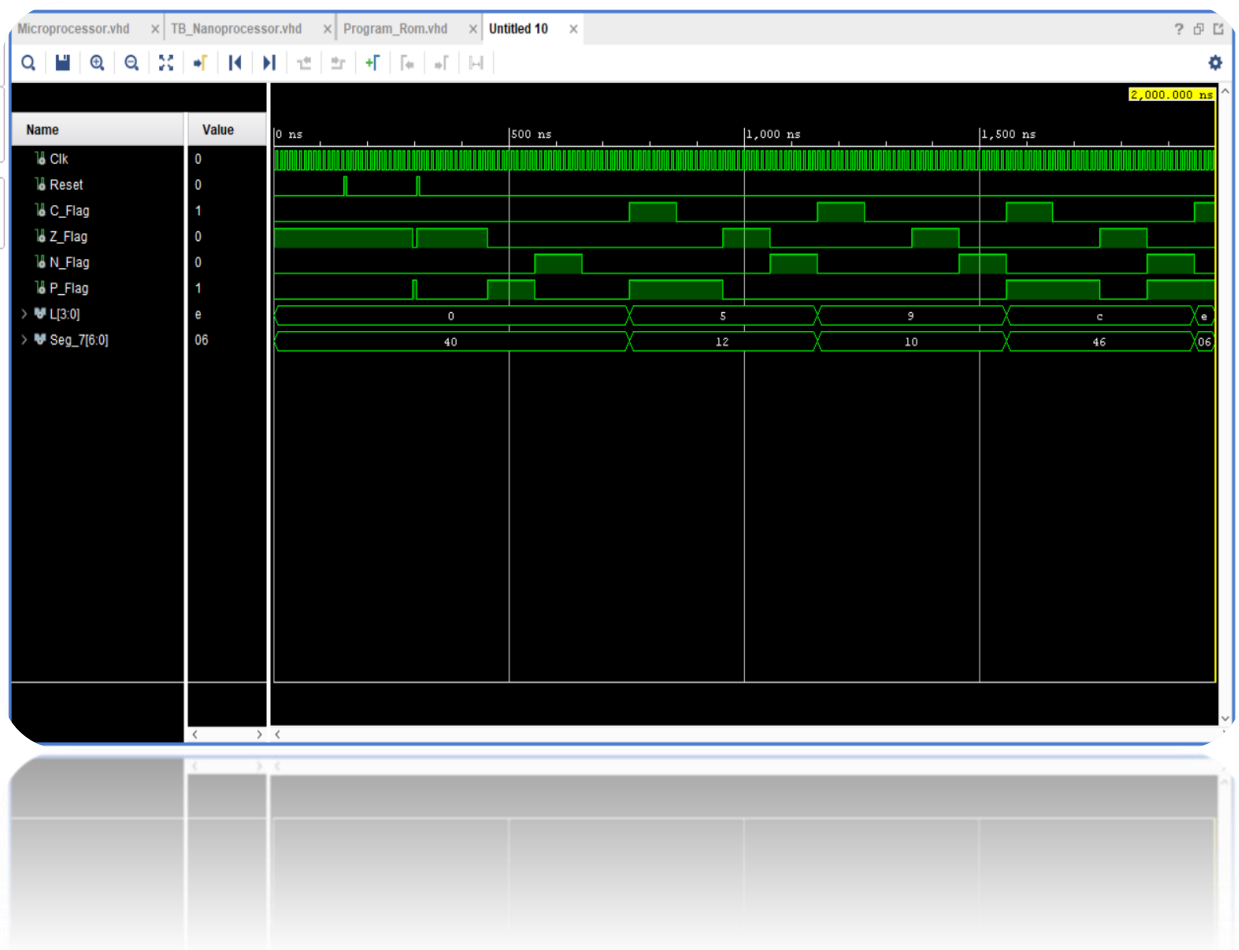 Microprocessor.vhd × TB_Nanoprocessor.vhd × Program_Rom.vhd × Untitled 10 × ?
2,000.000 ns
Name Value 0 ns 500 ns 1,000 ns 1,500 ns
Clk 0
Reset 0
C_Flag 1
Z_Flag 0
N_Flag 0
P_Flag 1
L[3:0] e 0 5 9 c e
Seg_7[6:0] 06 40 12 10 46 06